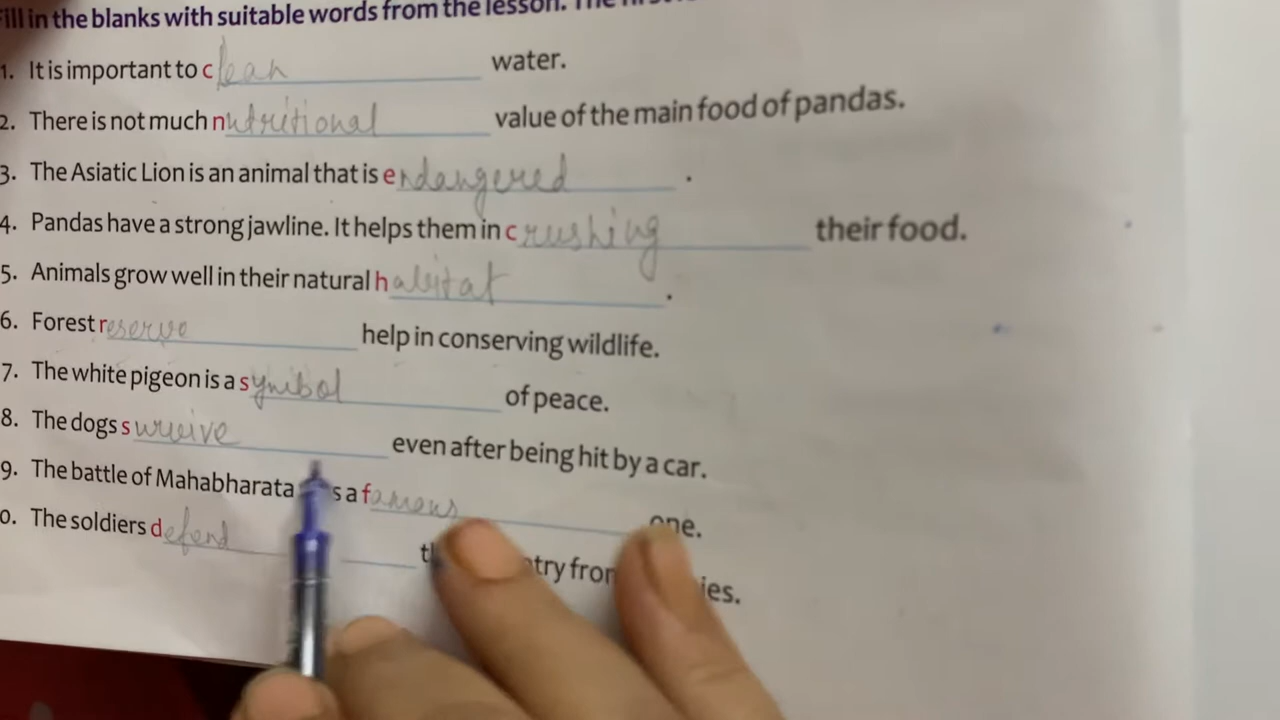 Fill in the blanks with suitable words from the lesson. The
1. It is important to clean water.
2. There is not much nutritional value of the main food of pandas.
3. The Asiatic Lion is an animal that is endangered.
4. Pandas have a strong jawline. It helps them in crushing their food.
5. Animals grow well in their natural habitat.
6. Forest reserve help in conserving wildlife.
7. The white pigeon is a symbol of peace.
8. The dogs survive even after being hit by a car.
9. The battle of Mahabharata a famous one.
0. The soldiers defend